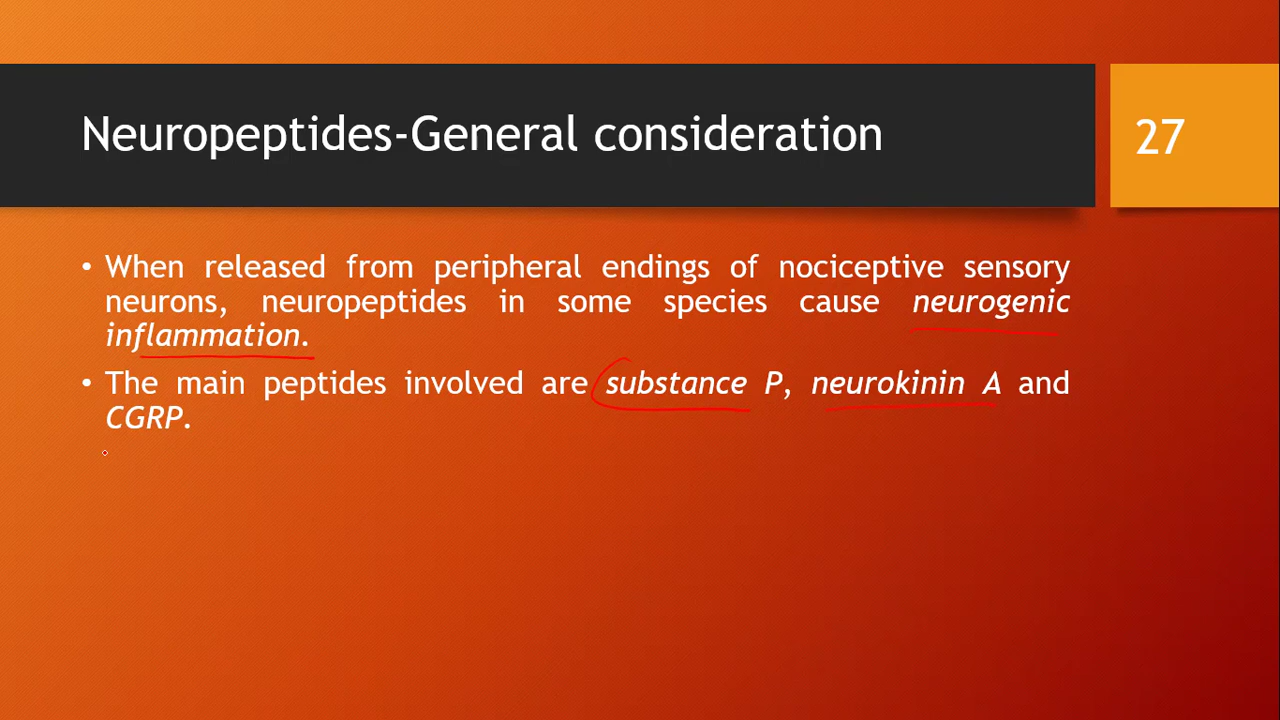 Neuropeptides-General consideration
27
• When released from peripheral endings of nociceptive sensory
neurons, neuropeptides in some species cause neurogenic
inflammation.
• The main peptides involved are substance P, neurokinin A and
CGRP.